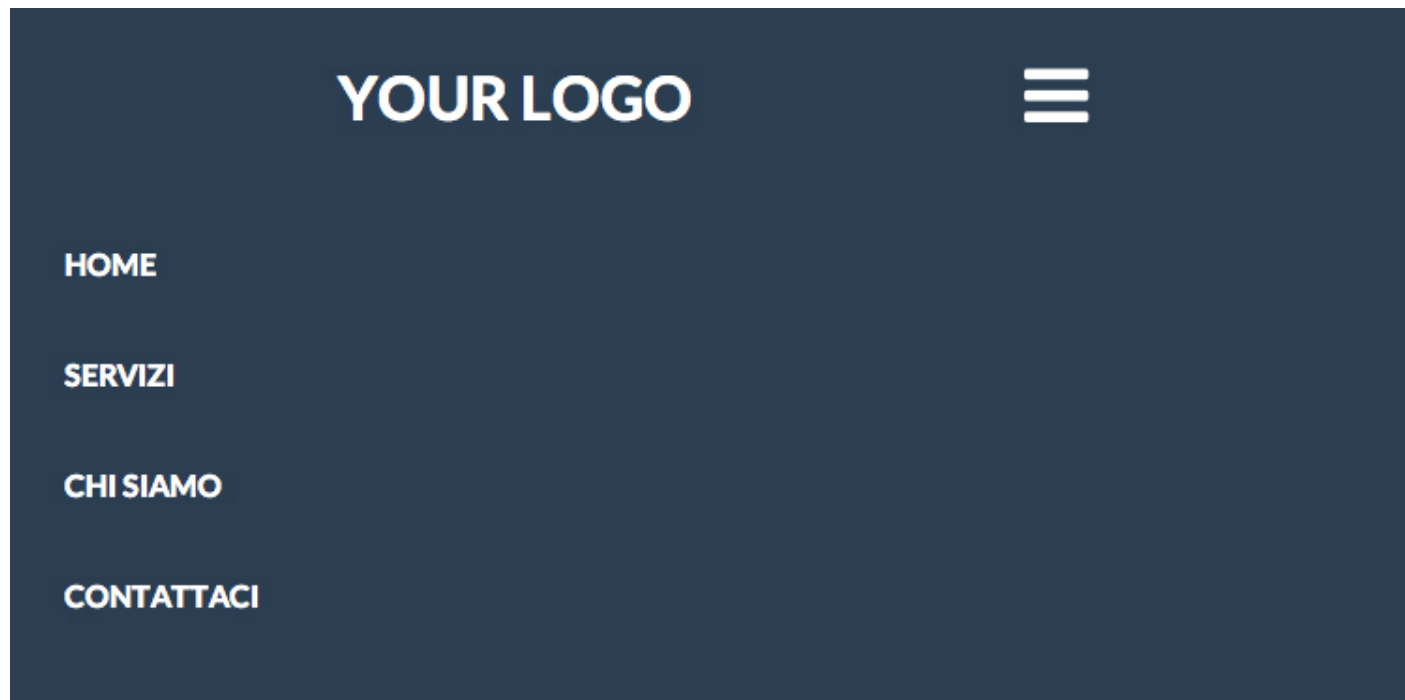 YOUR LOGO
HOME
SERVIZI
CHI SIAMO
CONTATTACI